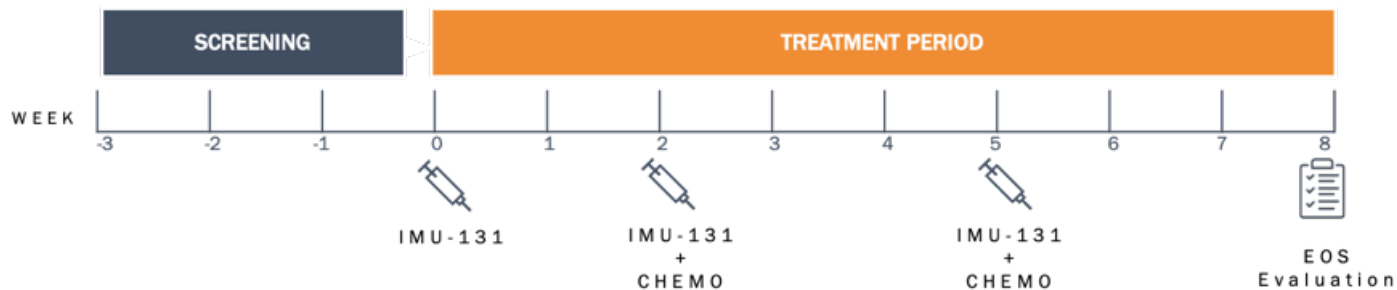 SCREENING
TREATMENT PERIOD
WEEK
-3 -2 -1 0 1 2 3 4 5 6 7 8
IMU-131
IMU-131
+
CHEMO
IMU-131
+
CHEMO
EOS
Evaluation